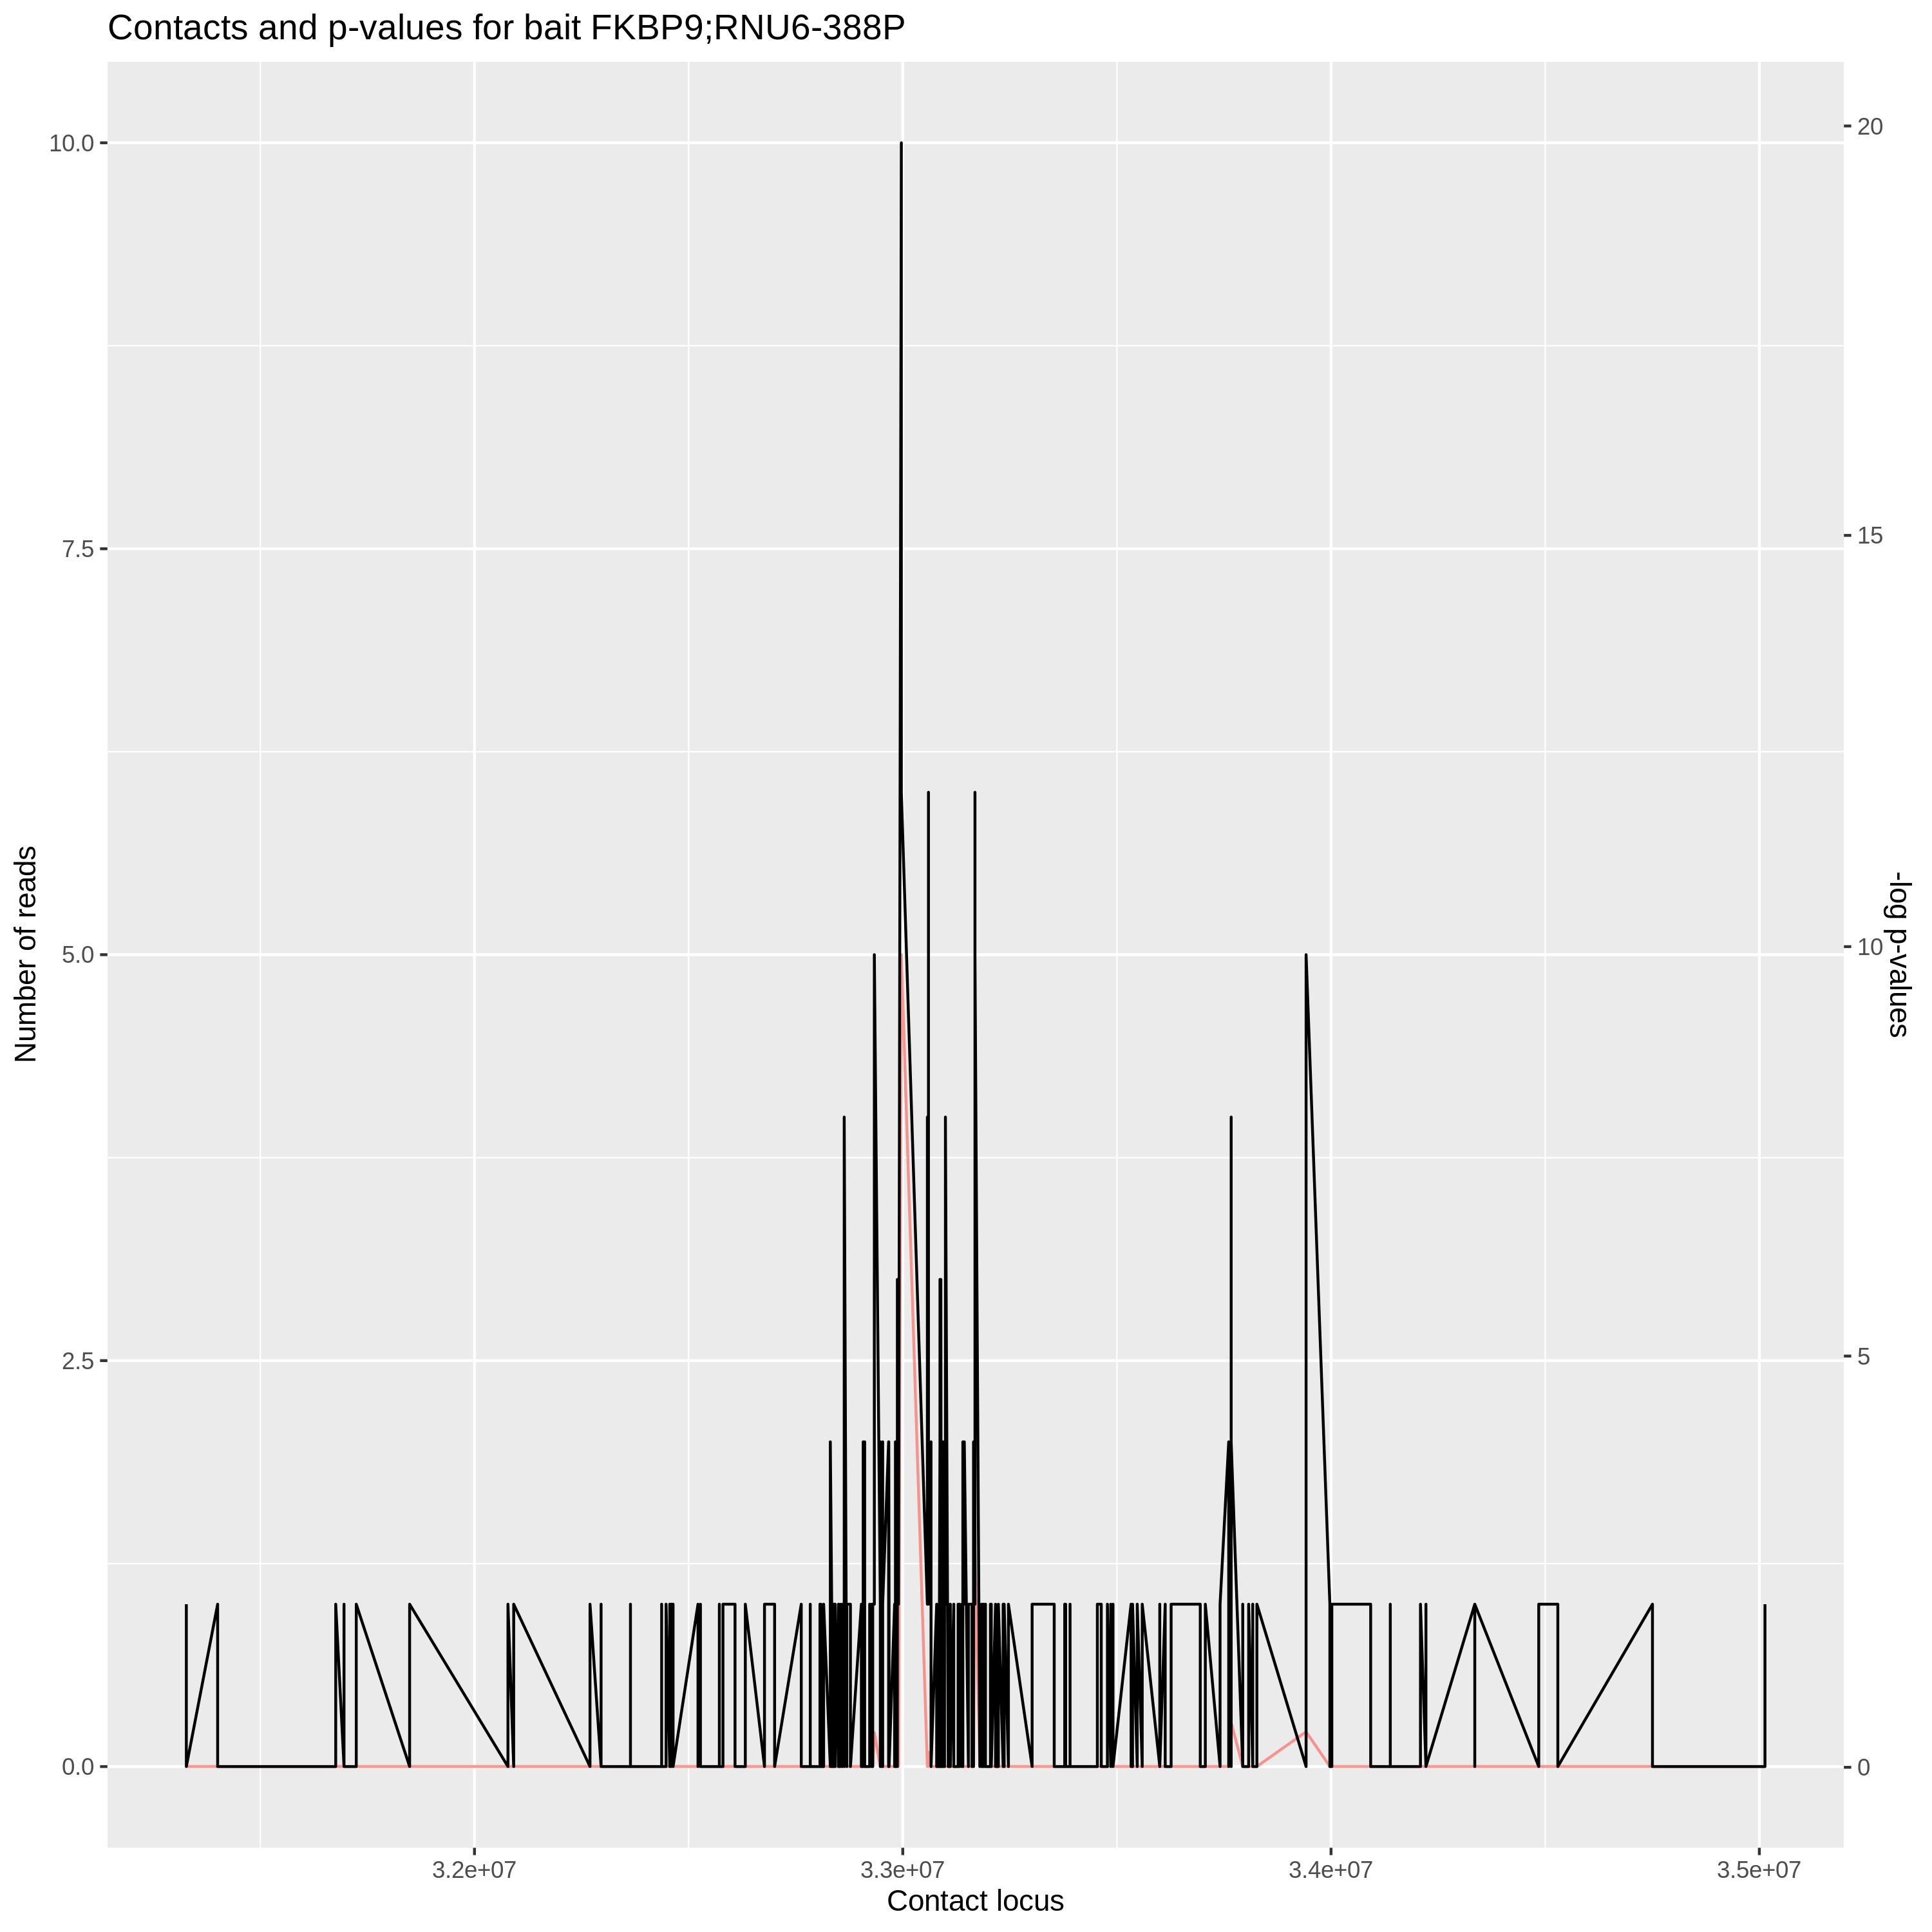 Contacts and p-values for bait FKBP9;RNU6-388P
10.0
7.5
5.0
2.5
0.0
Number of reads
20
15
10
5
0
-log p-values
3.2e+07 3.3e+07 3.4e+07 3.5e+07
Contact locus